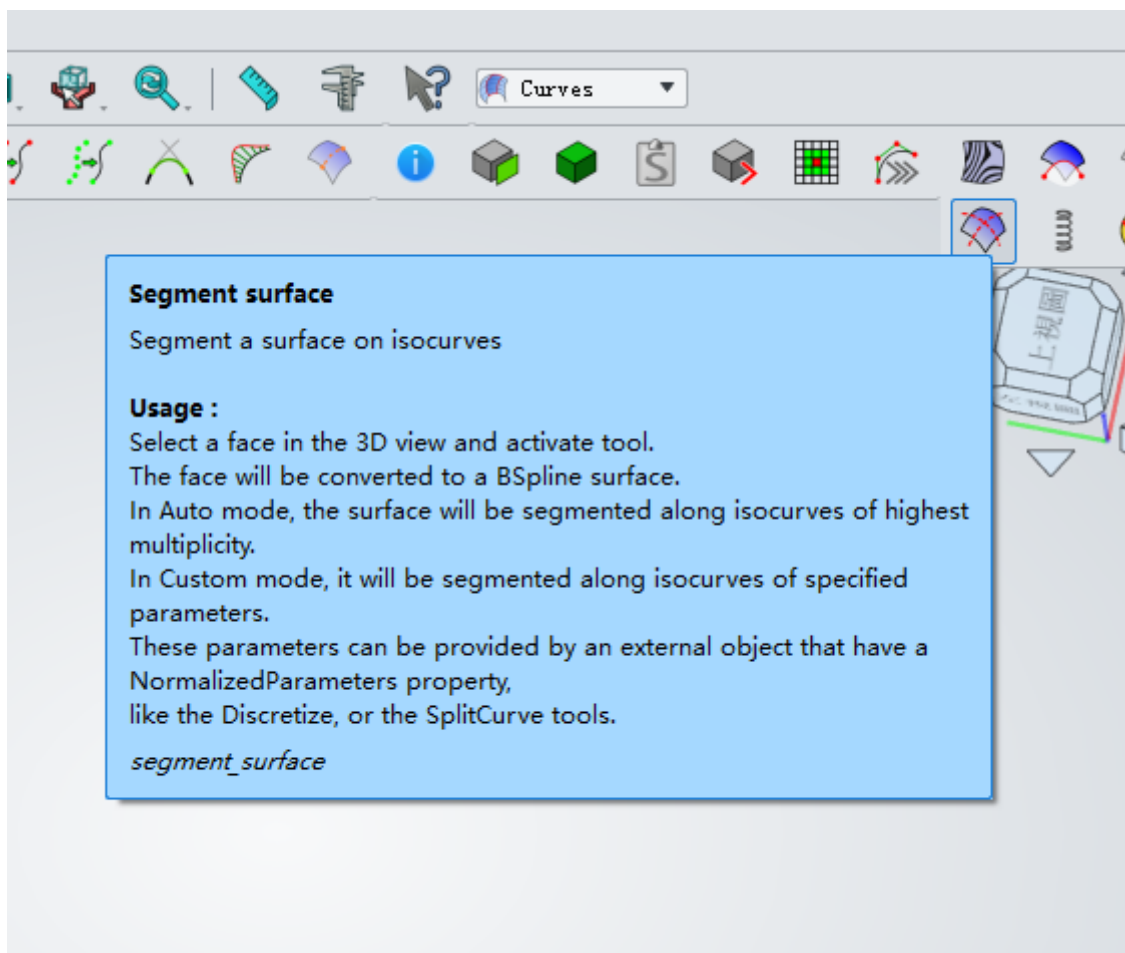 Curves
Segment surface
Segment a surface on isocurves
Usage :
Select a face in the 3D view and activate tool.
The face will be converted to a BSpline surface.
In Auto mode, the surface will be segmented along isocurves of highest
multiplicity.
In Custom mode, it will be segmented along isocurves of specified
parameters.
These parameters can be provided by an external object that have a
NormalizedParameters property,
like the Discretize, or the SplitCurve tools.
segment_surface
上視圖